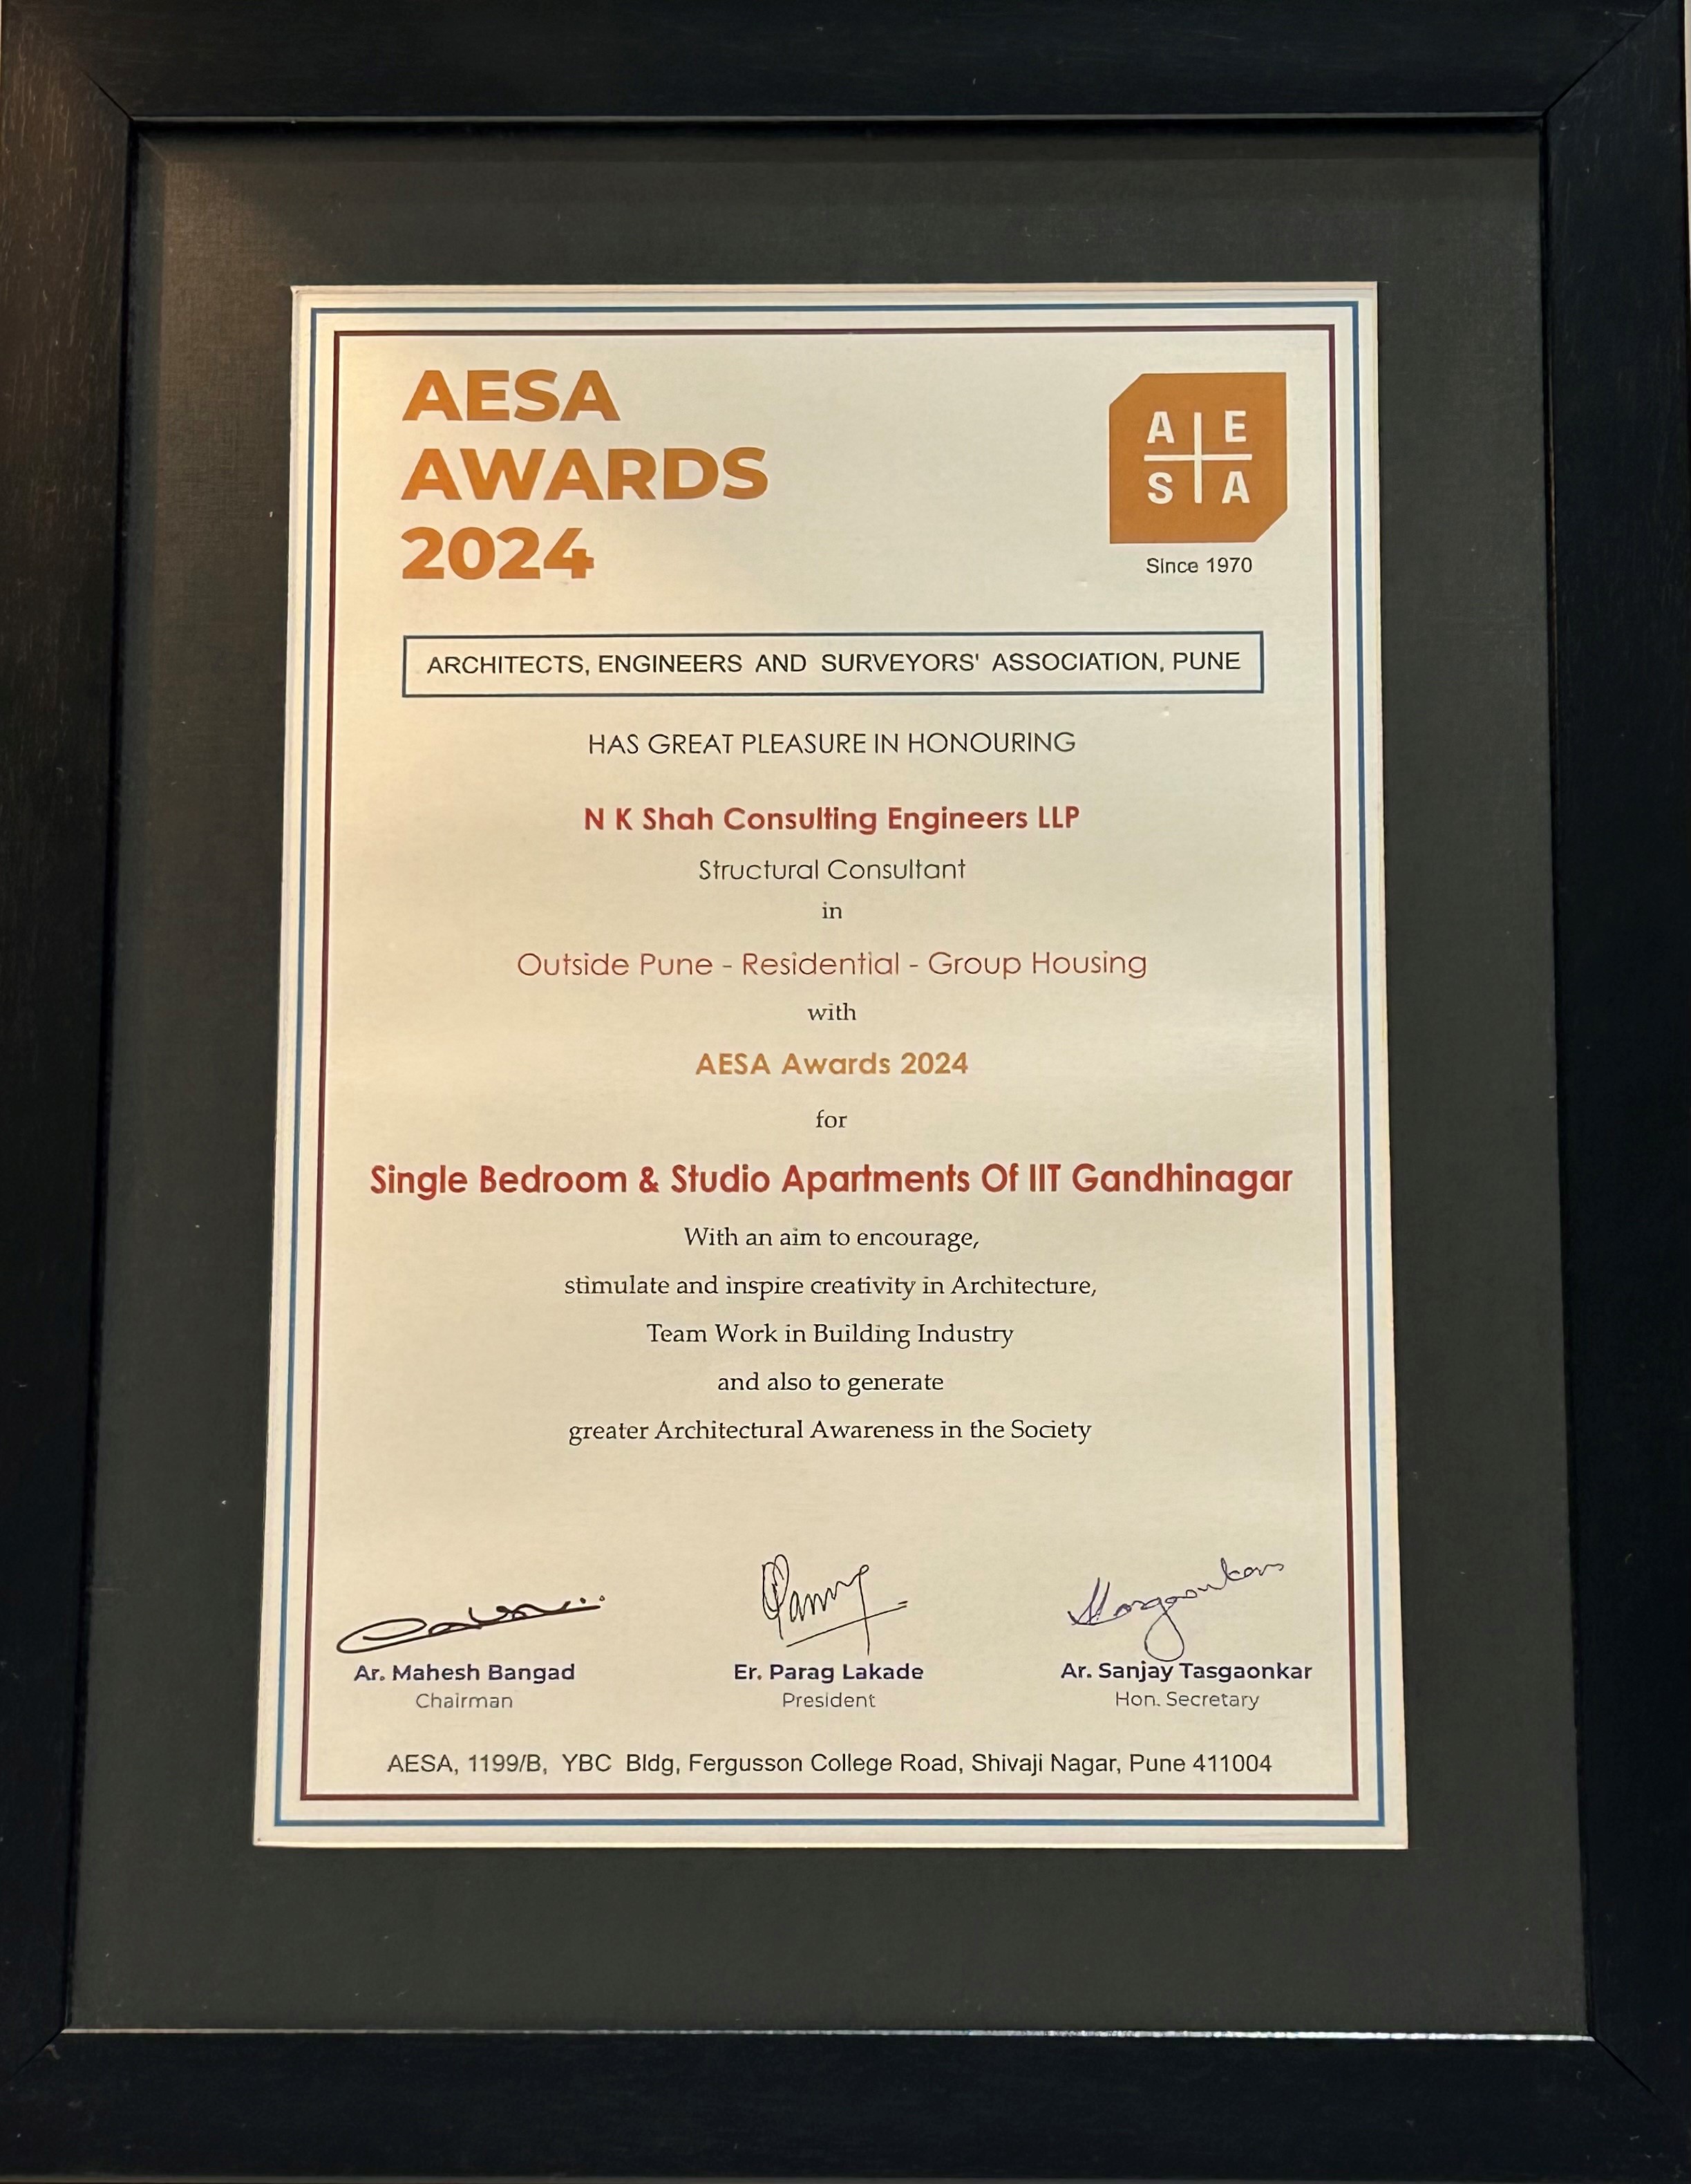 AESA
AWARDS
2024
A E
S A
Since 1970
ARCHITECTS, ENGINEERS AND SURVEYORS' ASSOCIATION, PUNE
HAS GREAT PLEASURE IN HONOURING
N K Shah Consulting Engineers LLP
Structural Consultant
in
Outside Pune - Residential - Group Housing
with
AESA Awards 2024
for
Single Bedroom & Studio Apartments Of IIT Gandhinagar
With an aim to encourage,
stimulate and inspire creativity in Architecture,
Team Work in Building Industry
and also to generate
greater Architectural Awareness in the Society
Ar. Mahesh Bangad
Chairman
Er. Parag Lakade
President
Ar. Sanjay Tasgaonkar
Hon. Secretary
AESA, 1199/B, YBC Bldg, Fergusson College Road, Shivaji Nagar, Pune 411004